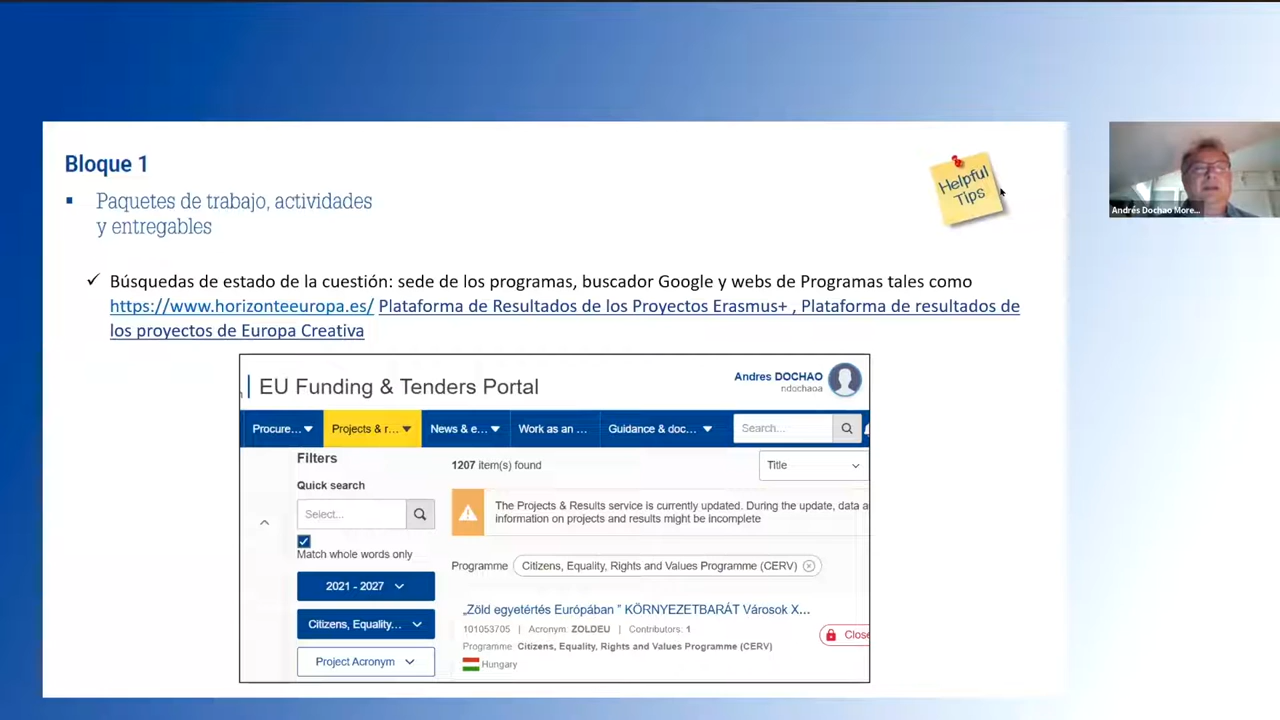 Bloque 1
Paquetes de trabajo, actividades
y entregables
Helpful
Tips
Andrés Dochao More...
Búsquedas de estado de la cuestión: sede de los programas, buscador Google y webs de Programas tales como
https://www.horizonteeuropa.es/ Plataforma de Resultados de los Proyectos Erasmus+ , Plataforma de resultados de
los proyectos de Europa Creativa
EU Funding & Tenders Portal
Andres DOCHAO
ndochaoa
Procure... Projects & r... News & e... Work as an ... Guidance & doc... Search...
Filters
1207 item(s) found
Title
Quick search
Select...
The Projects & Results service is currently updated. During the update, data a
information on projects and results might be incomplete
Match whole words only
Programme Citizens, Equality, Rights and Values Programme (CERV)
2021 - 2027
„Zöld egyetértés Európában ” KÖRNYEZETBARÁT Városok X...
Citizens, Equality...
101053705 | Acronym: ZOLDEU | Contributors: 1
Close
Programme: Citizens, Equality, Rights and Values Programme (CERV)
Project Acronym
Hungary